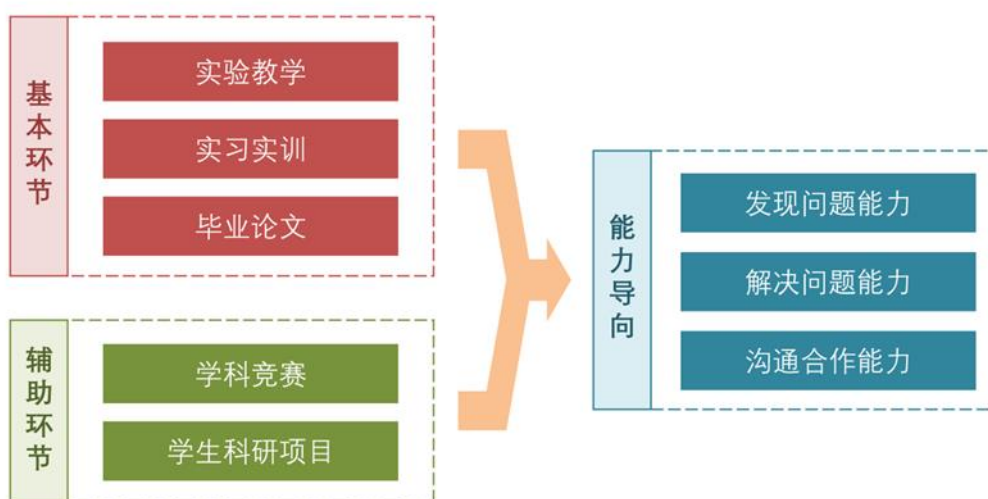 基本环节
实验教学
实习实训
毕业论文
辅助环节
学科竞赛
学生科研项目
能力导向
发现问题能力
解决问题能力
沟通合作能力